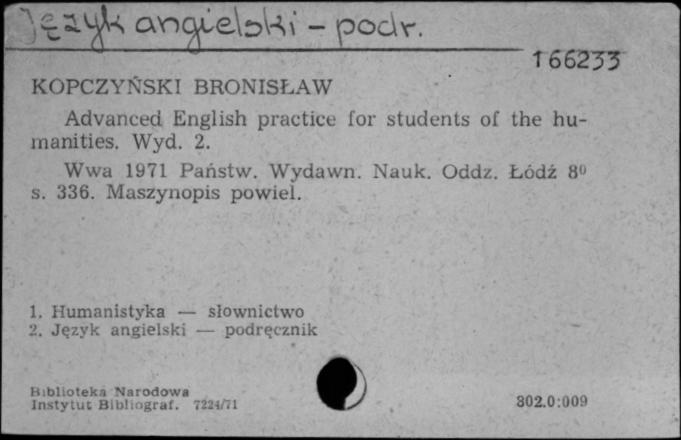 Język angielski – podr.
166233
KOPCZYŃSKI BRONISŁAW
Advanced English practice for students of the hu-
manities. Wyd. 2.
Wwa 1971 Państw. Wydawn. Nauk. Oddz. Łódź 8⁰
s. 336. Maszynopis powiel.
1. Humanistyka — słownictwo
2. Język angielski — podręcznik
Biblioteka Narodowa
Instytut Bibliograf. 7224/71
802.0:009